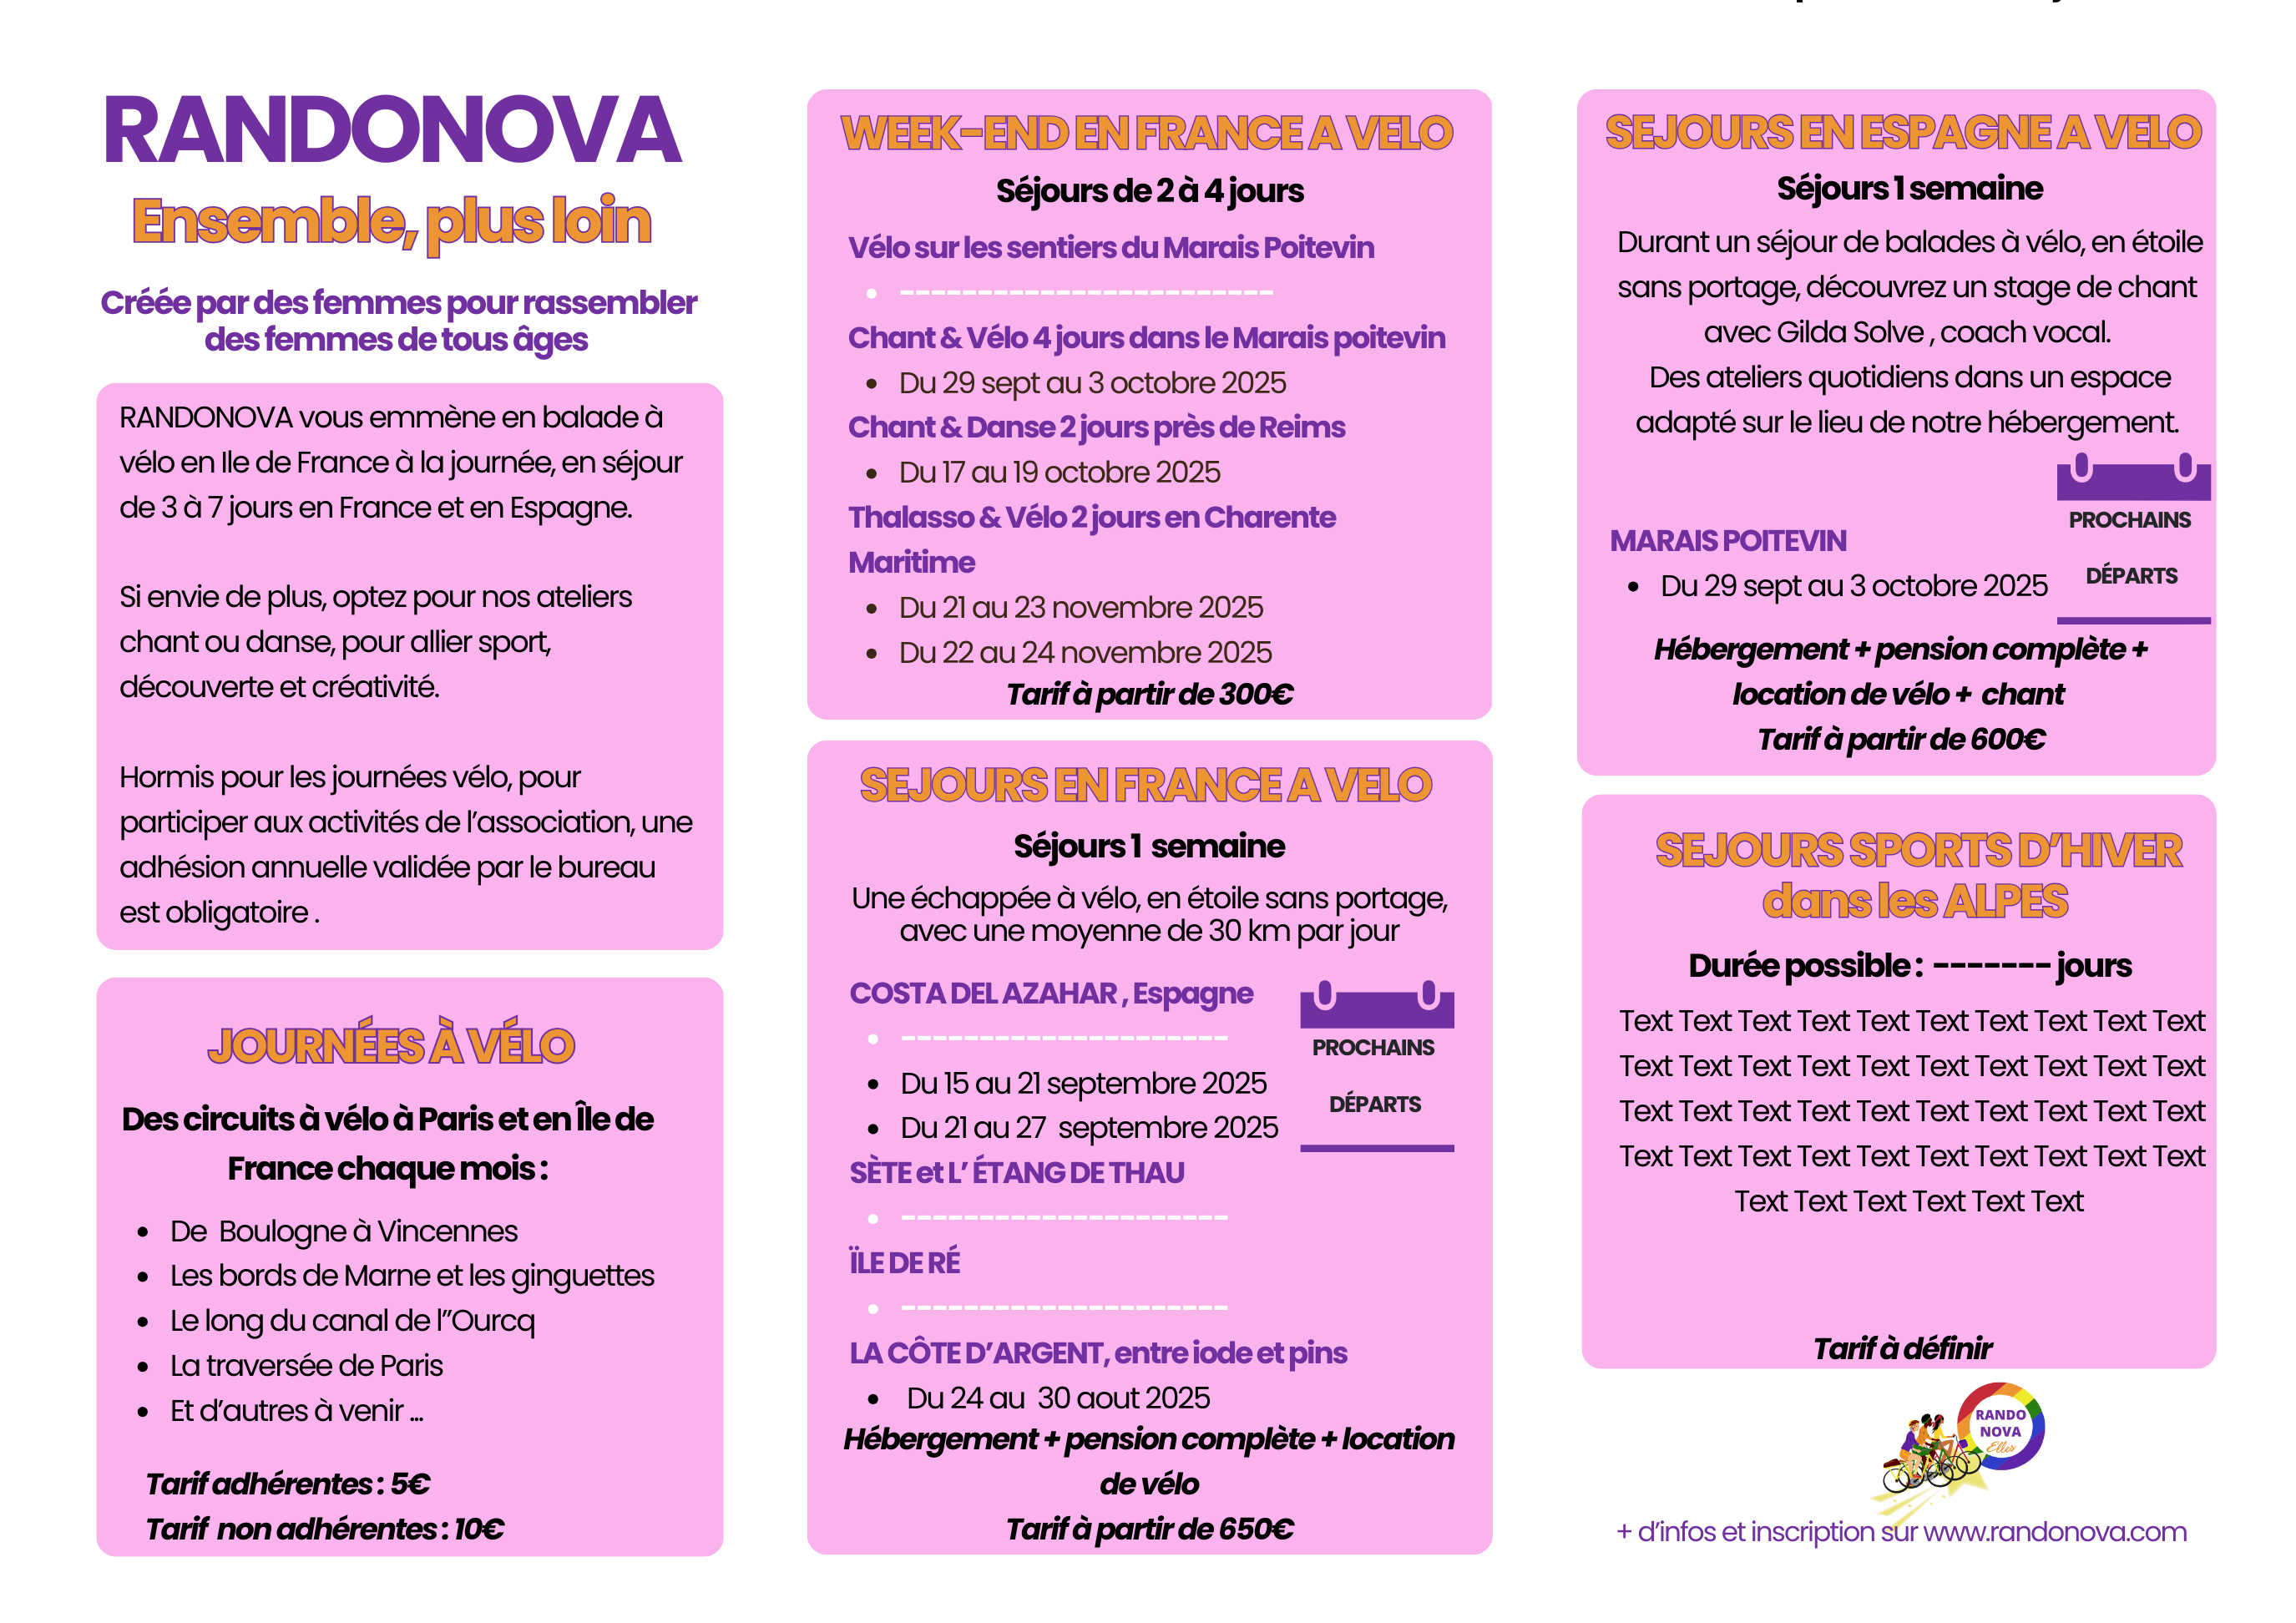 RANDONOVA
Ensemble, plus loin
Créée par des femmes pour rassembler
des femmes de tous âges
RANDONOVA vous emmène en balade à
vélo en Ile de France à la journée, en séjour
de 3 à 7 jours en France et en Espagne.
Si envie de plus, optez pour nos ateliers
chant ou danse, pour allier sport,
découverte et créativité.
Hormis pour les journées vélo, pour
participer aux activités de l’association, une
adhésion annuelle validée par le bureau
est obligatoire .
JOURNÉES À VÉLO
Des circuits à vélo à Paris et en Île de
France chaque mois :
• De Boulogne à Vincennes
• Les bords de Marne et les ginguettes
• Le long du canal de l’’Ourcq
• La traversée de Paris
• Et d’autres à venir ...
Tarif adhérentes : 5€
Tarif non adhérentes : 10€
WEEK-END EN FRANCE A VELO
Séjours de 2 à 4 jours
Vélo sur les sentiers du Marais Poitevin
• ------------------------
Chant & Vélo 4 jours dans le Marais poitevin
• Du 29 sept au 3 octobre 2025
Chant & Danse 2 jours près de Reims
• Du 17 au 19 octobre 2025
Thalasso & Vélo 2 jours en Charente
Maritime
• Du 21 au 23 novembre 2025
• Du 22 au 24 novembre 2025
Tarif à partir de 300€
SEJOURS EN FRANCE A VELO
Séjours 1 semaine
Une échappée à vélo, en étoile sans portage,
avec une moyenne de 30 km par jour
COSTA DEL AZAHAR , Espagne
• ---------------------
• Du 15 au 21 septembre 2025
• Du 21 au 27 septembre 2025
PROCHAINS
DÉPARTS
SÈTE et L’ ÉTANG DE THAU
• ---------------------
ÏLE DE RÉ
• ---------------------
LA CÔTE D’ARGENT, entre iode et pins
• Du 24 au 30 aout 2025
Hébergement + pension complète + location
de vélo
Tarif à partir de 650€
SEJOURS EN ESPAGNE A VELO
Séjours 1 semaine
Durant un séjour de balades à vélo, en étoile
sans portage, découvrez un stage de chant
avec Gilda Solve , coach vocal.
Des ateliers quotidiens dans un espace
adapté sur le lieu de notre hébergement.
PROCHAINS
DÉPARTS
MARAIS POITEVIN
• Du 29 sept au 3 octobre 2025
Hébergement + pension complète +
location de vélo + chant
Tarif à partir de 600€
SEJOURS SPORTS D’HIVER
dans les ALPES
Durée possible : ------- jours
Text Text Text Text Text Text Text Text Text Text
Text Text Text Text Text Text Text Text Text Text
Text Text Text Text Text Text Text Text Text Text
Text Text Text Text Text Text Text Text Text Text
Text Text Text Text Text Text
Tarif à définir
RANDO
NOVA
Elles
+ d’infos et inscription sur www.randonova.com